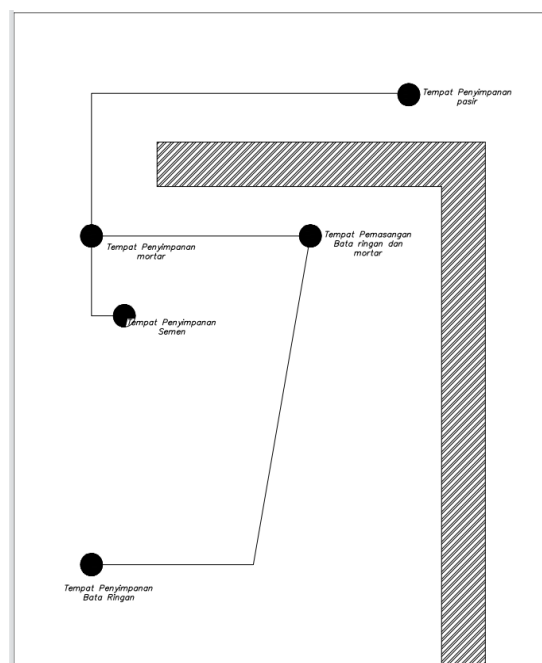 Tempat Penyimpanan
pasir
Tempat Pemasangan
Bata ringan dan
mortar
Tempat Penyimpanan
mortar
Tempat Penyimpanan
Semen
Tempat Penyimpanan
Bata Ringan